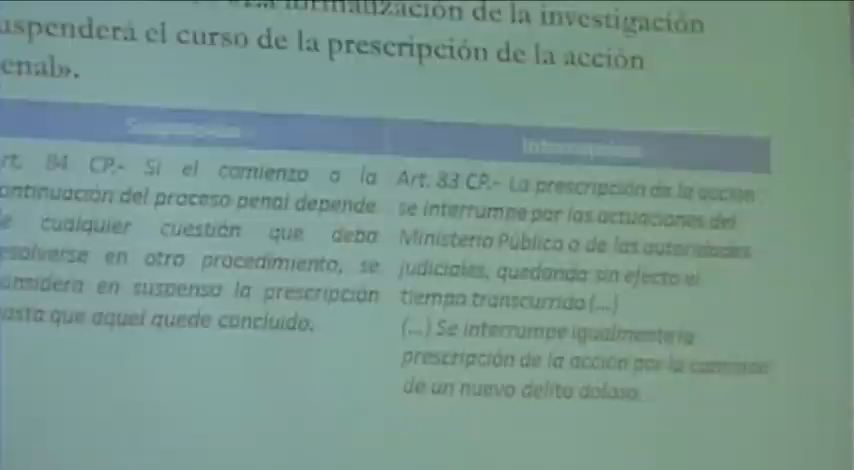 La formalización de la investigación
uspenderá el curso de la prescripción de la acción
enal».
Suspensión
Interrupción
rt. 84 CP.- Si el comienzo o la
ontinuación del proceso penal depende
e cualquier cuestión que deba
esolverse en otro procedimiento, se
onsidera en suspenso la prescripción
asta que aquel quede concluido.
Art. 83 CP.- La prescripción de la acción
se interrumpe por las actuaciones del
Ministerio Público o de las autoridades
judiciales, quedando sin efecto el
tiempo transcurrido (...)
(...) Se interrumpe igualmente la
prescripción de la acción por la comisión
de un nuevo delito doloso.